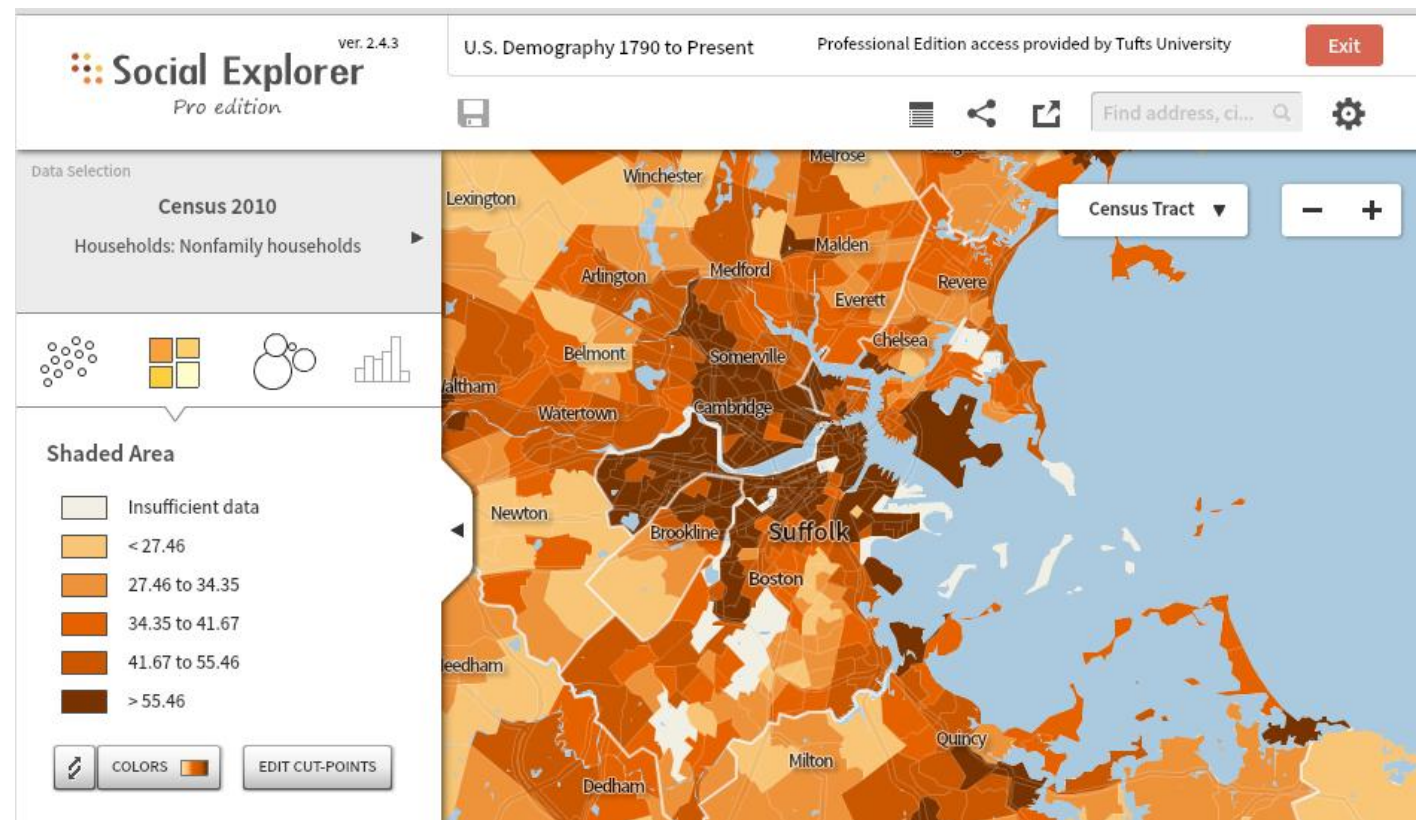 ver. 2.4.3
Social Explorer
Pro edition
U.S. Demography 1790 to Present
Professional Edition access provided by Tufts University
Exit
Find address, ci...
Data Selection
Census 2010
Households: Nonfamily households
Shaded Area
Insufficient data
< 27.46
27.46 to 34.35
34.35 to 41.67
41.67 to 55.46
> 55.46
COLORS
EDIT CUT-POINTS
Census Tract
Melrose
Winchester
Lexington
Malden
Arlington
Medford
Revere
Everett
Chelsea
Belmont
Somerville
altham
Watertown
Cambridge
Newton
Brookline
Suffolk
Boston
eedham
Quincy
Milton
Dedham